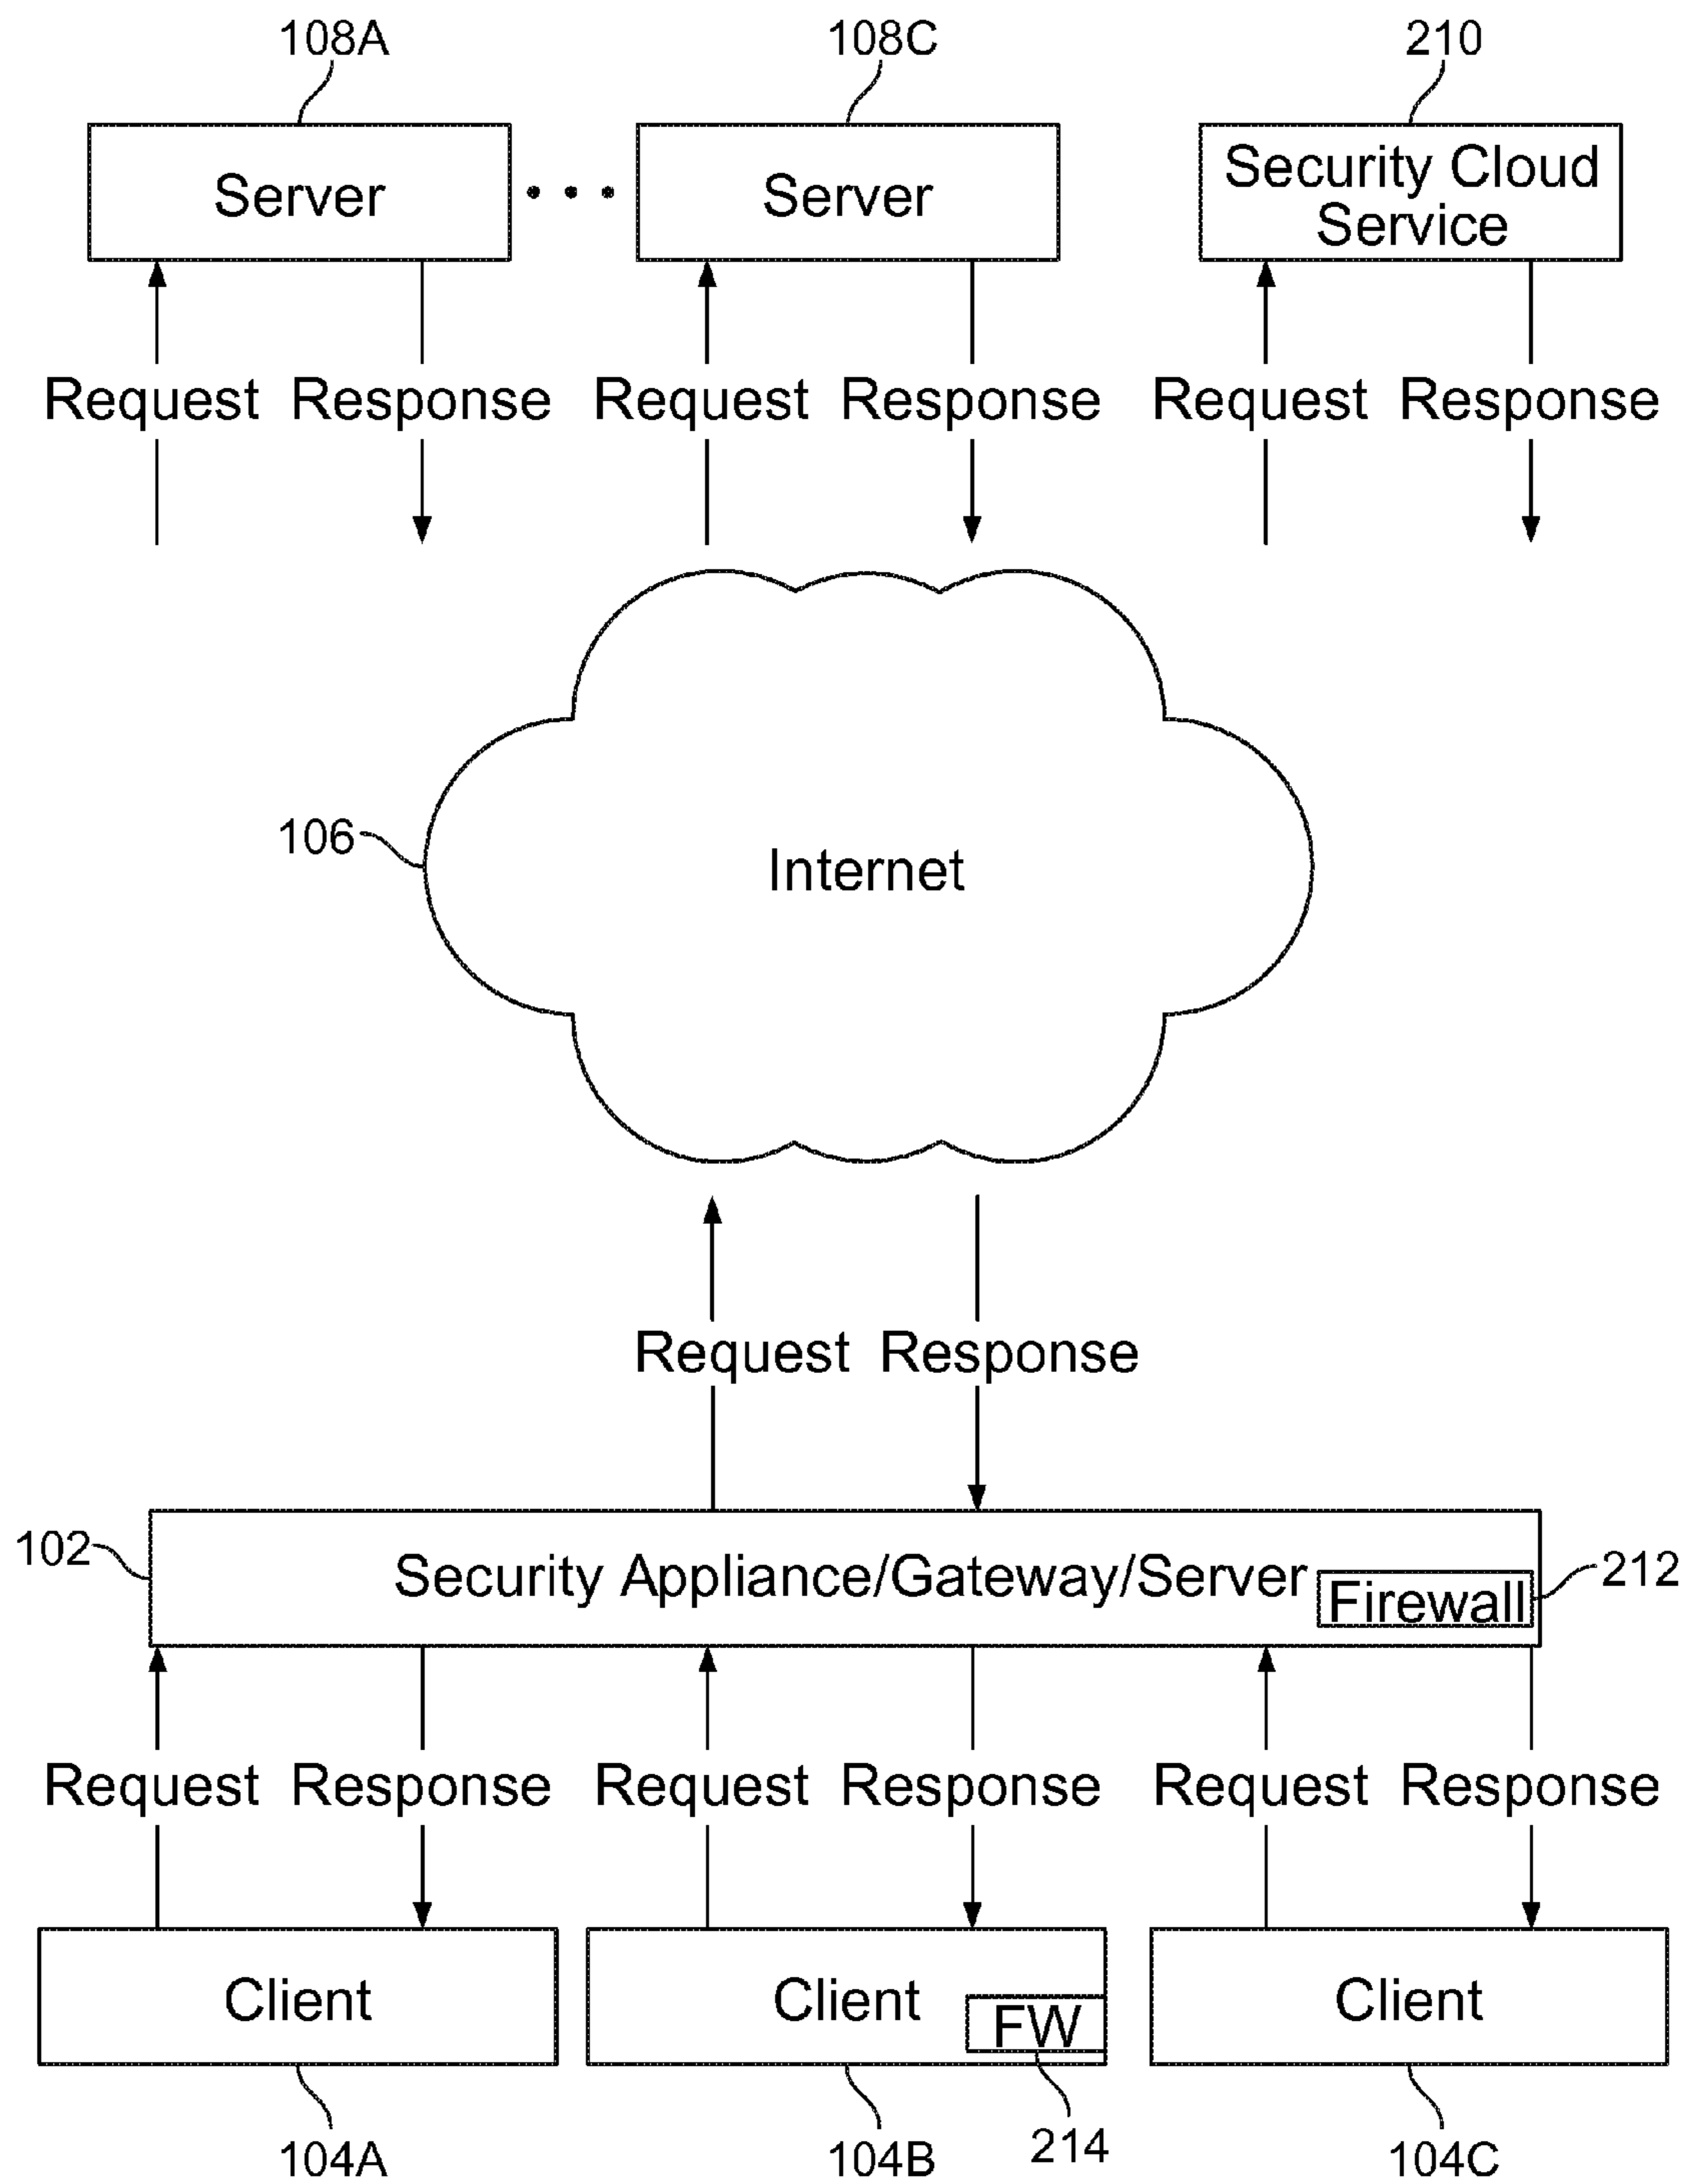 108A
108C
210
Server
• • •
Server
Security Cloud
Service
Request
Response
Request
Response
Request
Response
106
Internet
Request
Response
102
Security Appliance/Gateway/Server
Firewall
212
Request
Response
Request
Response
Request
Response
Client
Client
FW
Client
104A
104B
214
104C